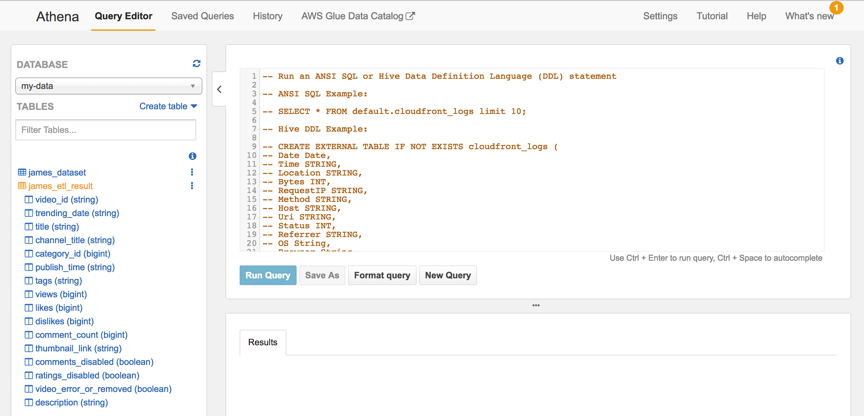 Athena Query Editor Saved Queries History AWS Glue Data Catalog Settings Tutorial Help What's new 1
DATABASE
my-data
TABLES Create table
Filter Tables...
james_dataset
james_etl_result
video_id (string)
trending_date (string)
title (string)
channel_title (string)
category_id (bigint)
publish_time (string)
tags (string)
views (bigint)
likes (bigint)
dislikes (bigint)
comment_count (bigint)
thumbnail_link (string)
comments_disabled (boolean)
ratings_disabled (boolean)
video_error_or_removed (boolean)
description (string)
1 -- Run an ANSI SQL or Hive Data Definition Language (DDL) statement
2
3 -- ANSI SQL Example:
4
5 -- SELECT * FROM default.cloudfront_logs limit 10;
6
7 -- Hive DDL Example:
8
9 -- CREATE EXTERNAL TABLE IF NOT EXISTS cloudfront_logs (
10 -- Date Date,
11 -- Time STRING,
12 -- Location STRING,
13 -- Bytes INT,
14 -- RequestIP STRING,
15 -- Method STRING,
16 -- Host STRING,
17 -- Uri STRING,
18 -- Status INT,
19 -- Referrer STRING,
20 -- OS String,
Use Ctrl + Enter to run query, Ctrl + Space to autocomplete
Run Query Save As Format query New Query
Results